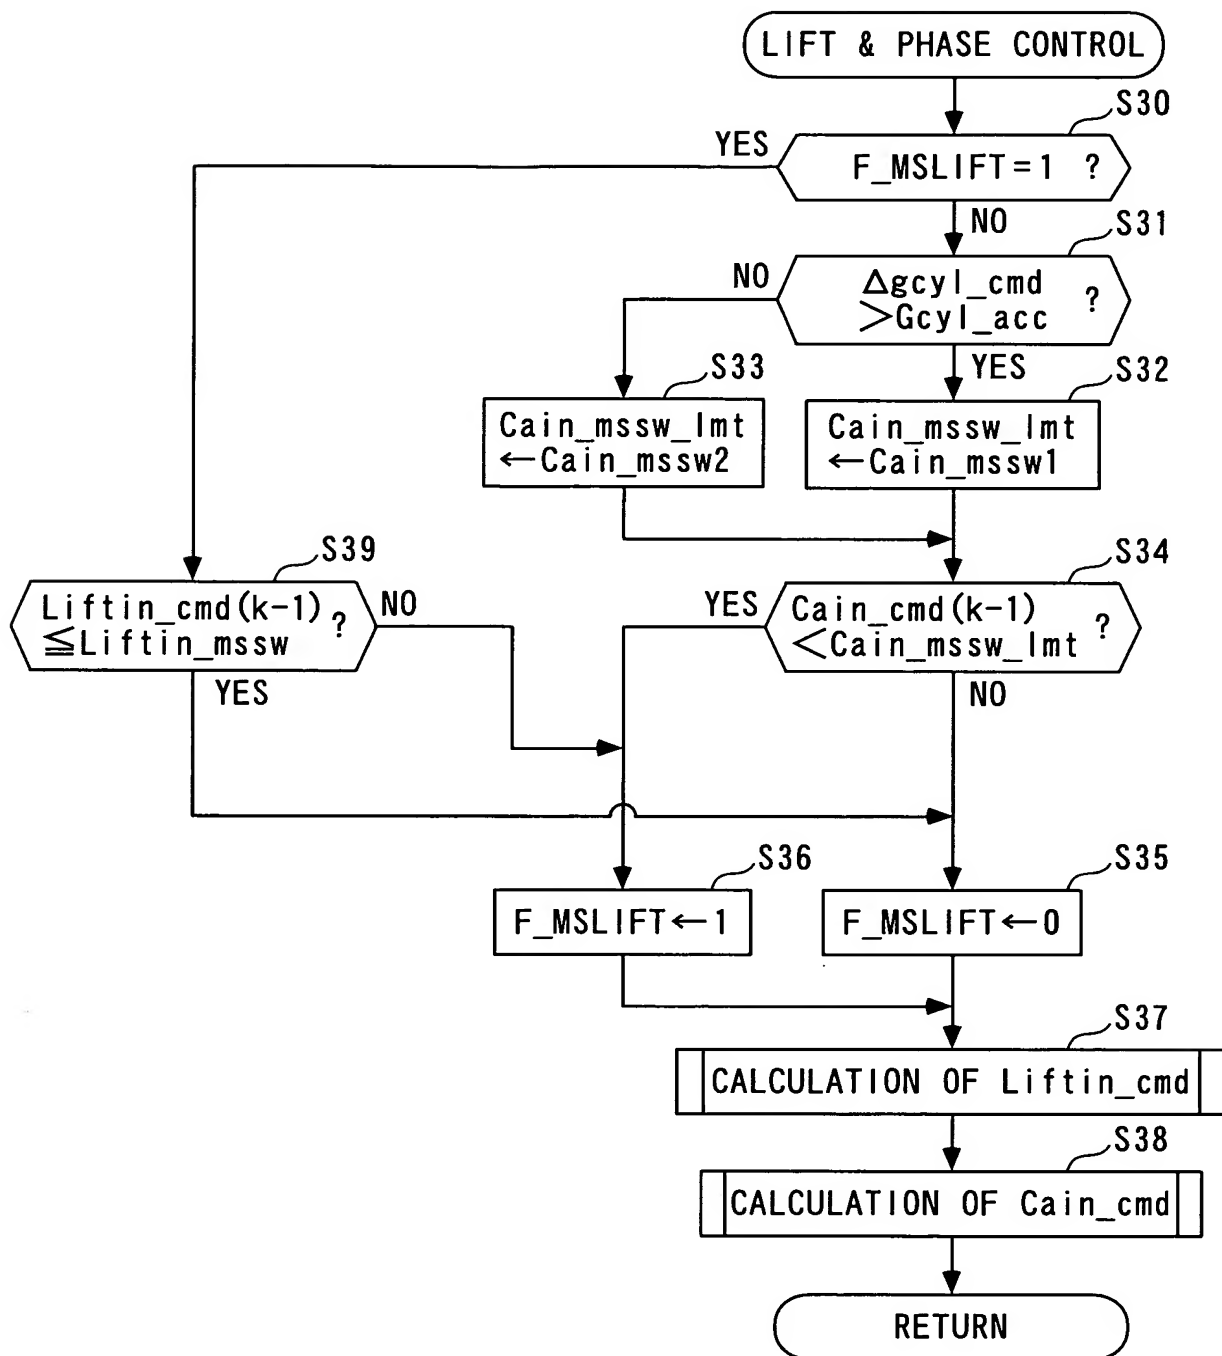 LIFT & PHASE CONTROL
S30
YES
F_MSLIFT=1 ?
NO
S31
NO
Δgcyl_cmd
>Gcyl_acc
?
YES
S33
S32
Cain_mssw_lmt
←Cain_mssw2
Cain_mssw_lmt
←Cain_mssw1
S39
S34
Liftin_cmd(k-1)
≦Liftin_mssw
?
NO
YES
Cain_cmd(k-1)
<Cain_mssw_lmt
?
YES
NO
S36
S35
F_MSLIFT←1
F_MSLIFT←0
S37
CALCULATION OF Liftin_cmd
S38
CALCULATION OF Cain_cmd
RETURN